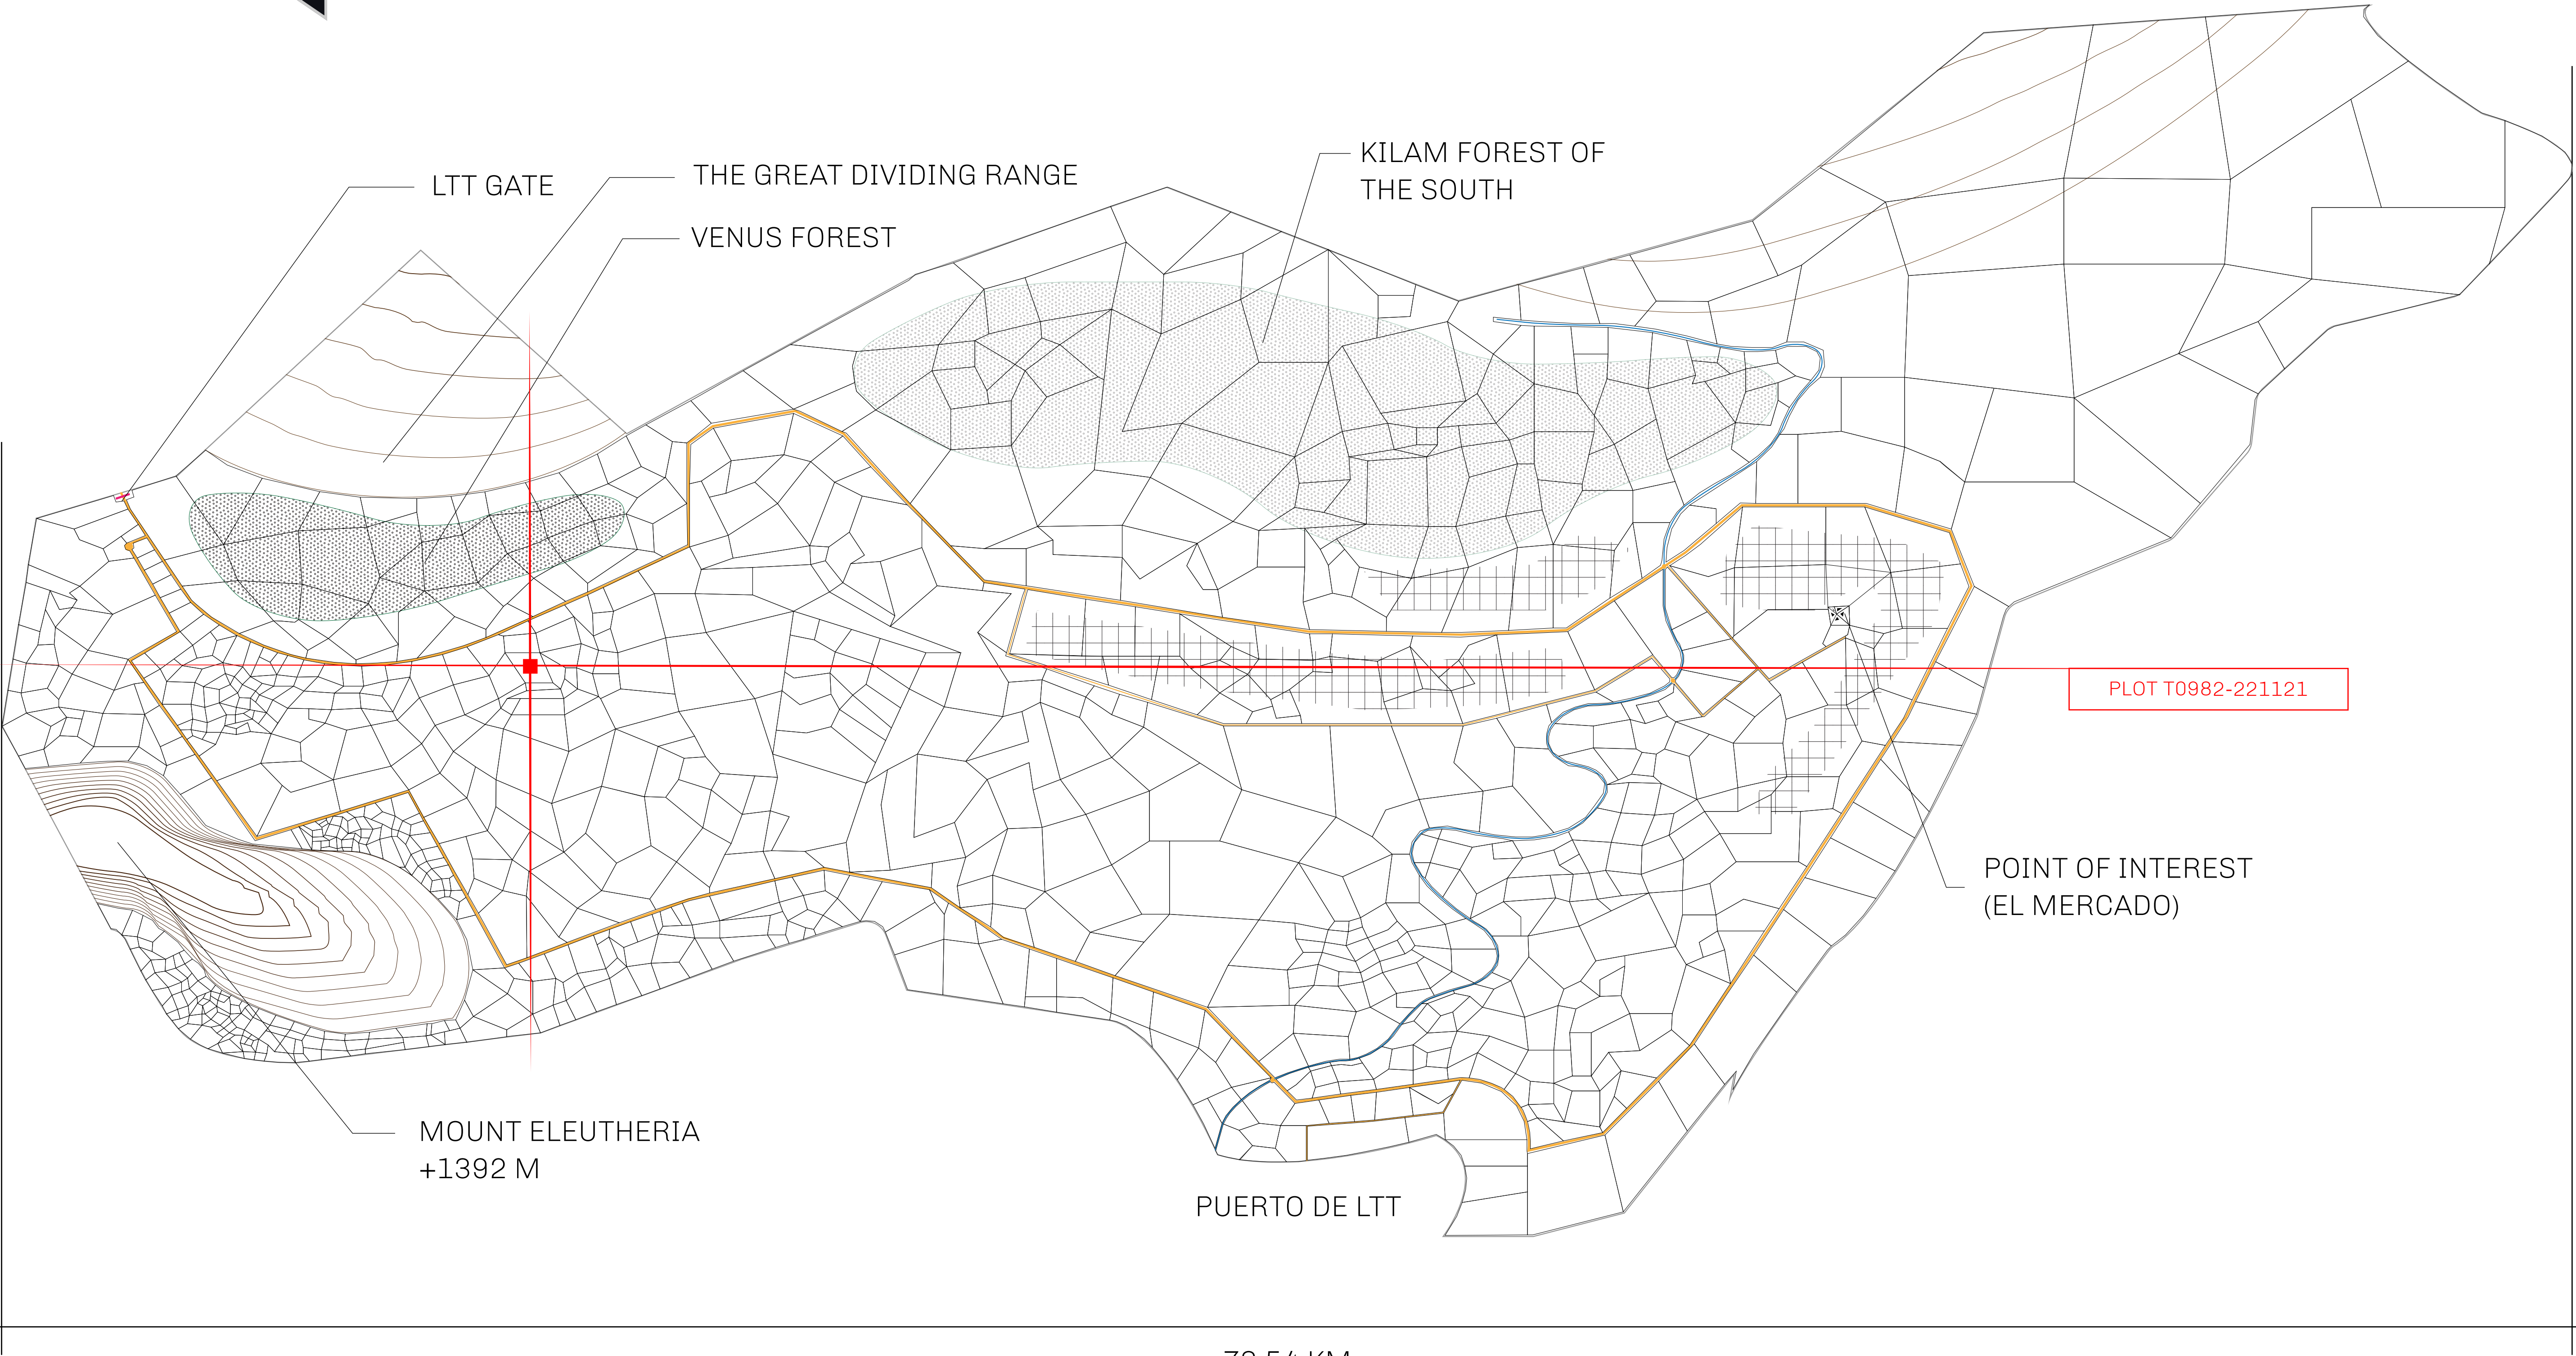 KILAM FOREST OF
THE SOUTH
LTT GATE
THE GREAT DIVIDING RANGE
VENUS FOREST
PLOT T0982-221121
POINT OF INTEREST
(EL MERCADO)
MOUNT ELEUTHERIA
+1392 M
PUERTO DE LTT
KM